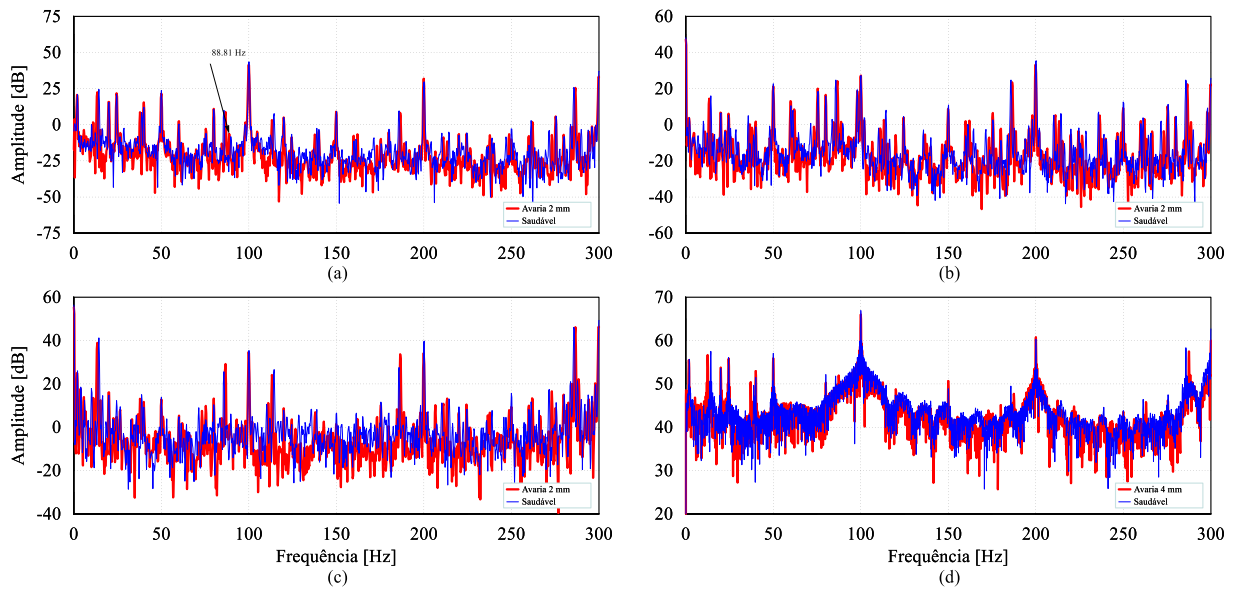 75
50
25
0
-25
-50
-75
Amplitude [dB]
88.81 Hz
Avaria 2 mm
Saudável
0 50 100 150 200 250 300
(a)
60
40
20
0
-20
-40
-60
Avaria 2 mm
Saudável
0 50 100 150 200 250 300
(b)
60
40
20
0
-20
-40
Amplitude [dB]
Avaria 2 mm
Saudável
0 50 100 150 200 250 300
Frequência [Hz]
(c)
70
60
50
40
30
20
Avaria 4 mm
Saudável
0 50 100 150 200 250 300
Frequência [Hz]
(d)